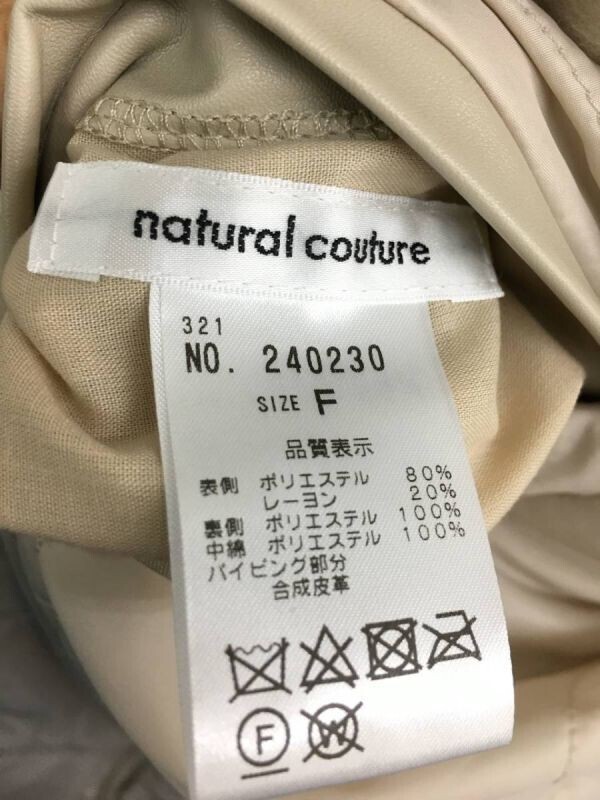 natural couture
321
NO. 240230
SIZE F
品質表示
表側 ポリエステル 80%
レーヨン 20%
裏側 ポリエステル 100%
中綿 ポリエステル 100%
パイピング部分
合成皮革
F
W